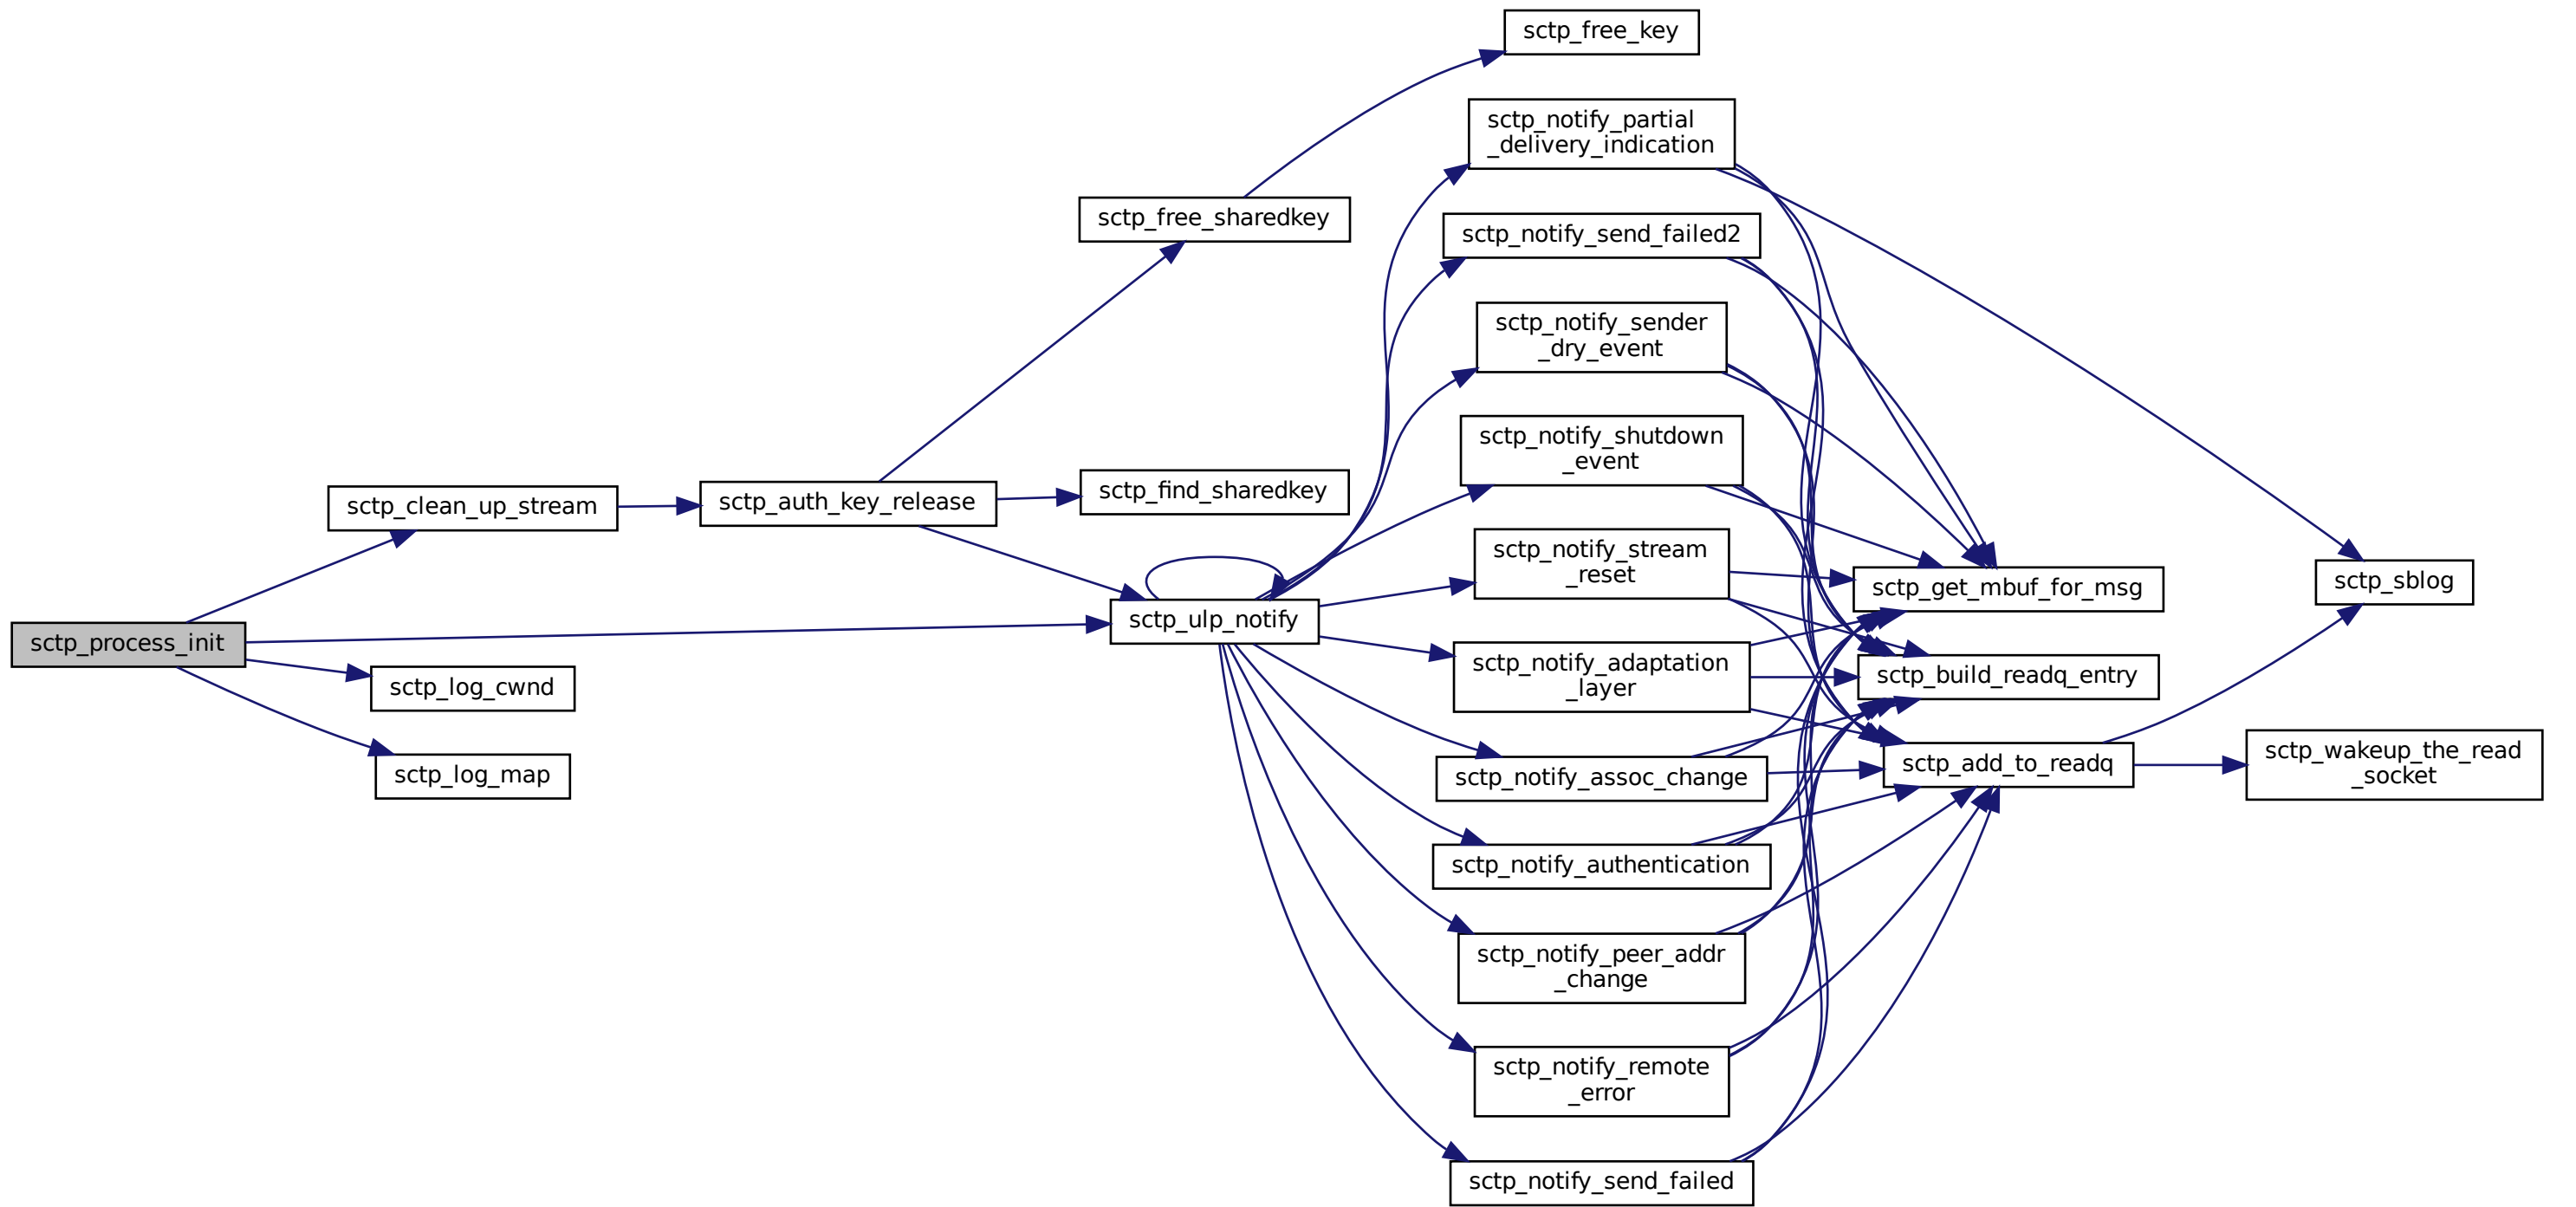 sctp_process_init
sctp_clean_up_stream
sctp_log_cwnd
sctp_log_map
sctp_auth_key_release
sctp_free_sharedkey
sctp_find_sharedkey
sctp_ulp_notify
sctp_free_key
sctp_notify_partial
_delivery_indication
sctp_notify_send_failed2
sctp_notify_sender
_dry_event
sctp_notify_shutdown
_event
sctp_notify_stream
_reset
sctp_notify_adaptation
_layer
sctp_notify_assoc_change
sctp_notify_authentication
sctp_notify_peer_addr
_change
sctp_notify_remote
_error
sctp_notify_send_failed
sctp_get_mbuf_for_msg
sctp_build_readq_entry
sctp_add_to_readq
sctp_sblog
sctp_wakeup_the_read
_socket